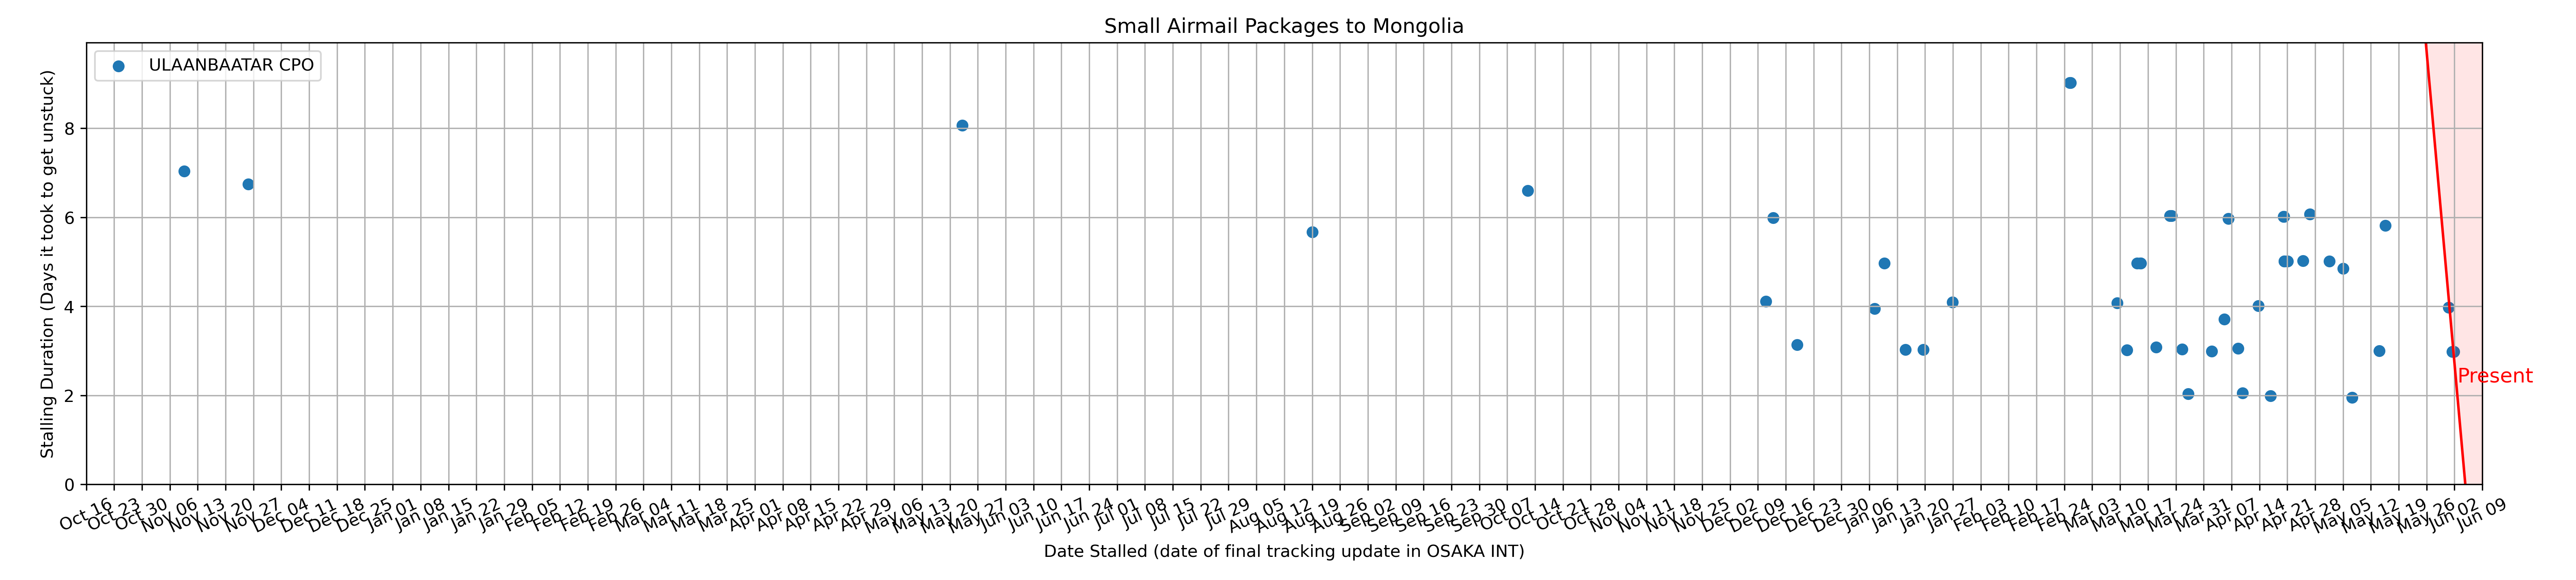 Small Airmail Packages to Mongolia
ULAANBAATAR CPO
Stalling Duration (Days it took to get unstuck)
8
6
4
2
0
Present
Oct 16
Oct 23
Oct 30
Nov 06
Nov 13
Nov 20
Nov 27
Dec 04
Dec 11
Dec 18
Dec 25
Jan 01
Jan 08
Jan 15
Jan 22
Jan 29
Feb 05
Feb 12
Feb 19
Feb 26
Mar 04
Mar 11
Mar 18
Mar 25
Apr 01
Apr 08
Apr 15
Apr 22
Apr 29
May 06
May 13
May 20
May 27
Jun 03
Jun 10
Jun 17
Jun 24
Jul 01
Jul 08
Jul 15
Jul 22
Jul 29
Aug 05
Aug 12
Aug 19
Aug 26
Sep 02
Sep 09
Sep 16
Sep 23
Sep 30
Oct 07
Oct 14
Oct 21
Oct 28
Nov 04
Nov 11
Nov 18
Nov 25
Dec 02
Dec 09
Dec 16
Dec 23
Dec 30
Jan 06
Jan 13
Jan 20
Jan 27
Feb 03
Feb 10
Feb 17
Feb 24
Mar 03
Mar 10
Mar 17
Mar 24
Mar 31
Apr 07
Apr 14
Apr 21
Apr 28
May 05
May 12
May 19
May 26
Jun 02
Jun 09
Date Stalled (date of final tracking update in OSAKA INT)